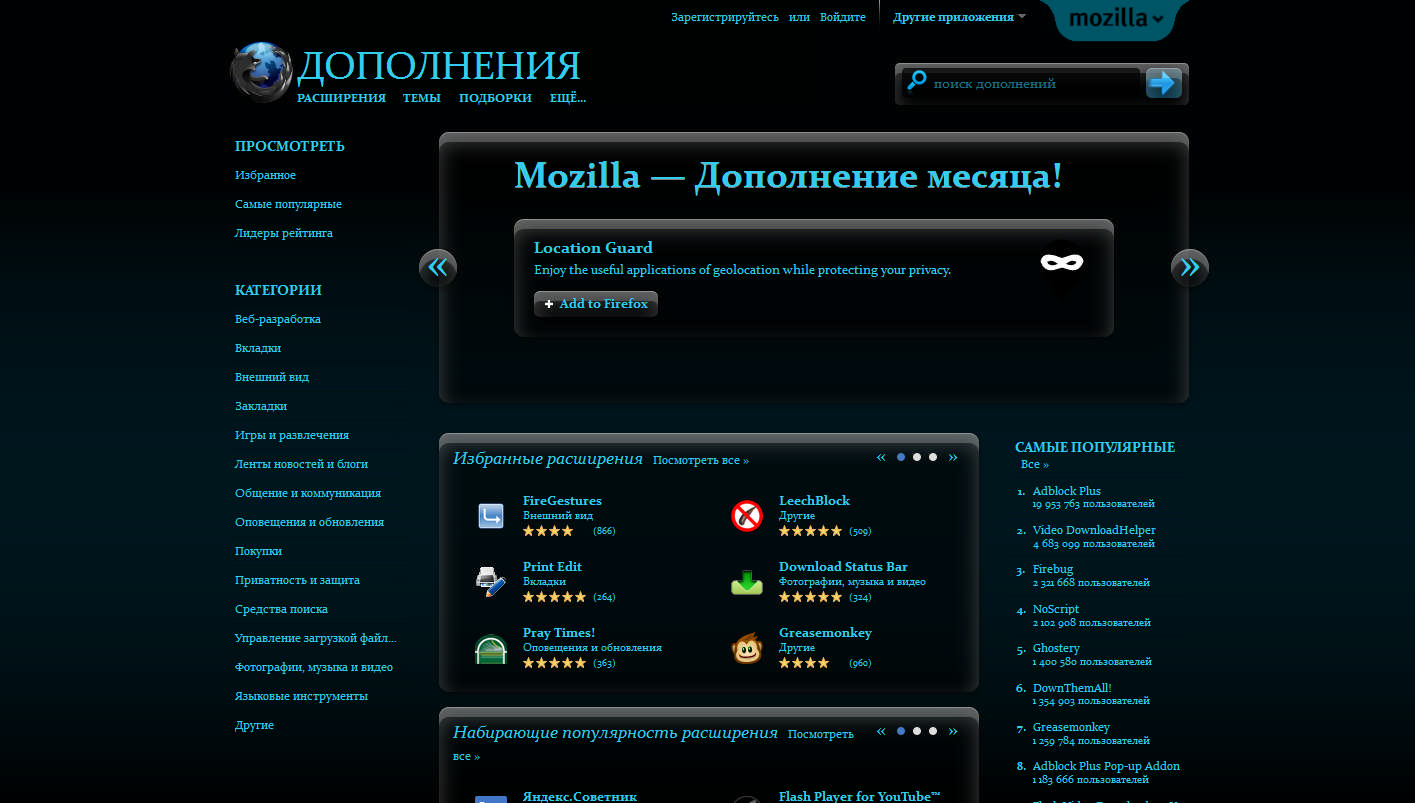 Зарегистрируйтесь или Войдите
Другие приложения
mozilla
ДОПОЛНЕНИЯ
РАСШИРЕНИЯ ТЕМЫ ПОДБОРКИ ЕЩЁ...
поиск дополнений
ПРОСМОТРЕТЬ
Избранное
Самые популярные
Лидеры рейтинга
КАТЕГОРИИ
Веб-разработка
Вкладки
Внешний вид
Закладки
Игры и развлечения
Ленты новостей и блоги
Общение и коммуникация
Оповещения и обновления
Покупки
Приватность и защита
Средства поиска
Управление загрузкой файл...
Фотографии, музыка и видео
Языковые инструменты
Другие
Mozilla — Дополнение месяца!
Location Guard
Enjoy the useful applications of geolocation while protecting your privacy.
+ Add to Firefox
« »
Избранные расширения Посмотреть все »
« »
FireGestures
Внешний вид
(866)
LeechBlock
Другие
(509)
Print Edit
Вкладки
(264)
Download Status Bar
Фотографии, музыка и видео
(324)
Pray Times!
Оповещения и обновления
(363)
Greasemonkey
Другие
(960)
Набирающие популярность расширения Посмотреть
все »
« »
Яндекс.Советник
Flash Player for YouTube™
САМЫЕ ПОПУЛЯРНЫЕ
Все »
1. Adblock Plus
19 953 763 пользователей
2. Video DownloadHelper
4 683 099 пользователей
3. Firebug
2 321 668 пользователей
4. NoScript
2 102 908 пользователей
5. Ghostery
1 400 580 пользователей
6. DownThemAll!
1 354 903 пользователей
7. Greasemonkey
1 259 784 пользователей
8. Adblock Plus Pop-up Addon
1 183 666 пользователей